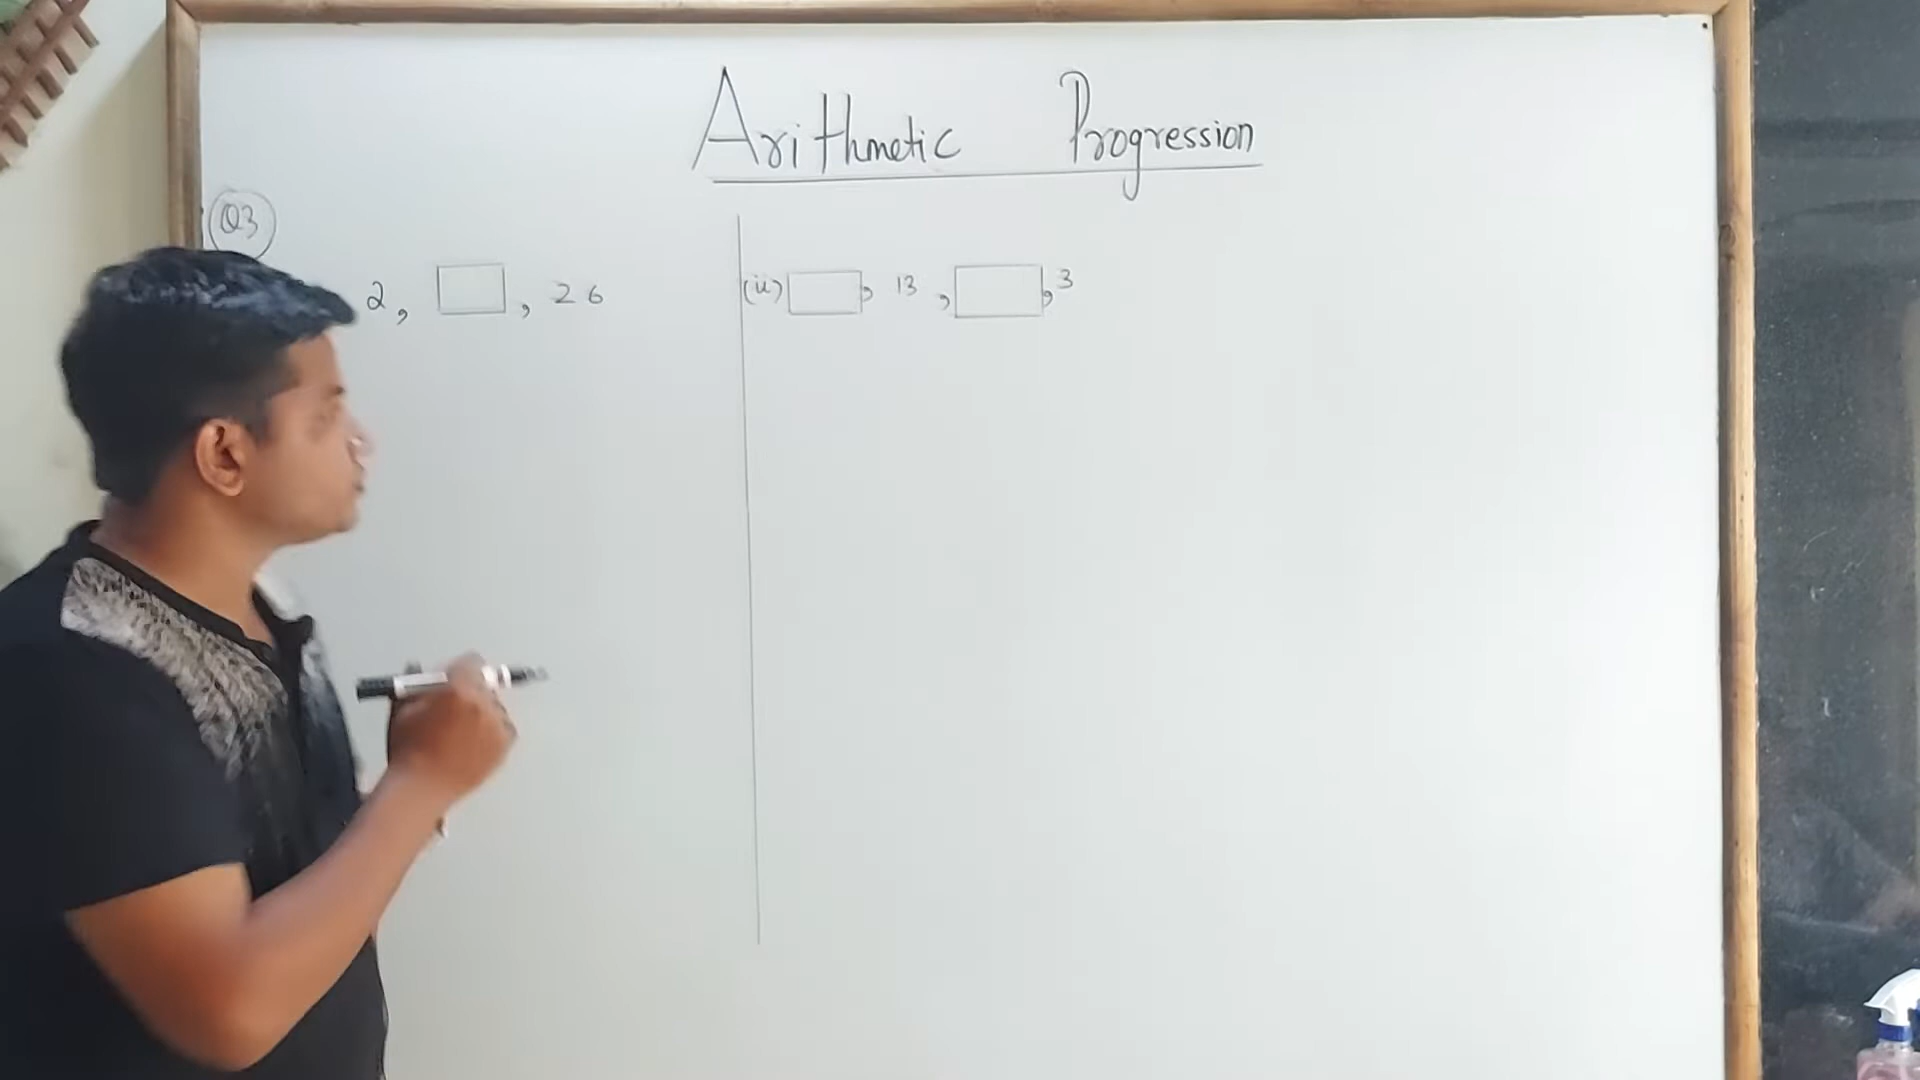 Arithmetic Progression
Q3
2, □, 26
(ii) □, 13, □, 3